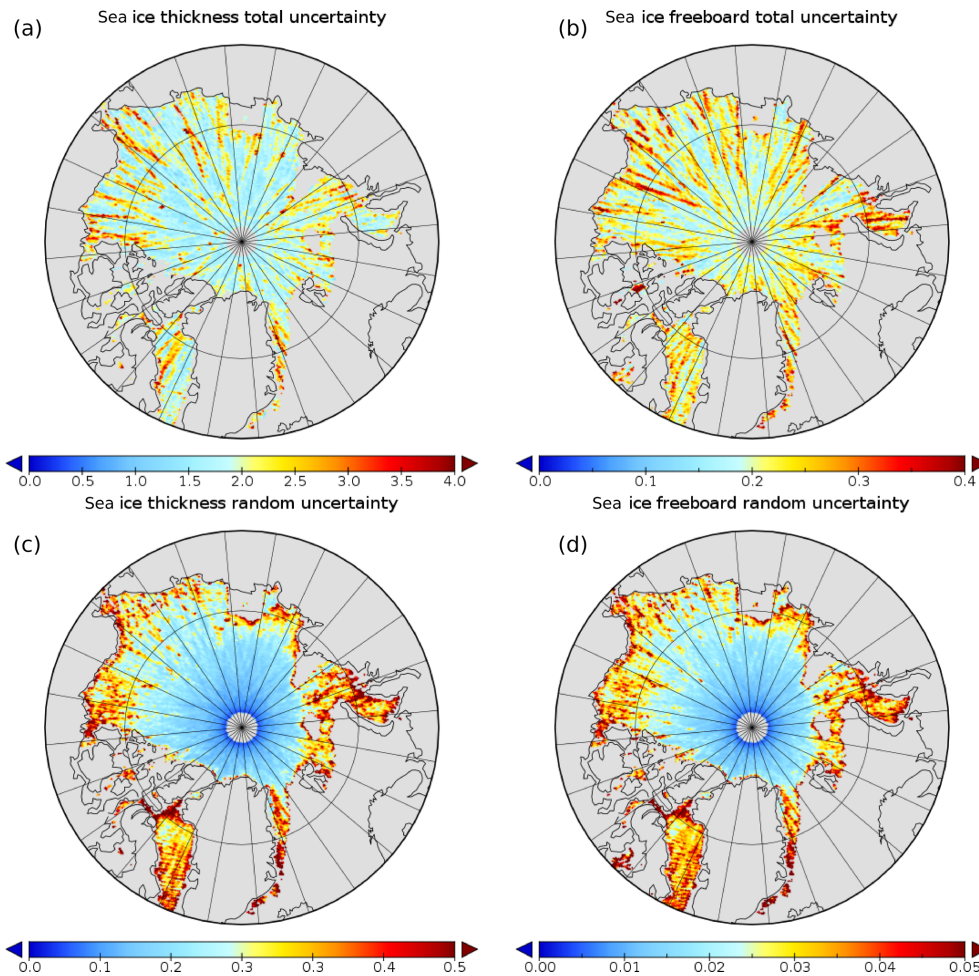 Sea ice thickness total uncertainty
Sea ice freeboard total uncertainty
(a)
(b)
0.0 0.5 1.0 1.5 2.0 2.5 3.0 3.5 4.0
0.0 0.1 0.2 0.3 0.4
Sea ice thickness random uncertainty
Sea ice freeboard random uncertainty
(c)
(d)
0.0 0.1 0.2 0.3 0.4 0.5
0.00 0.01 0.02 0.03 0.04 0.05